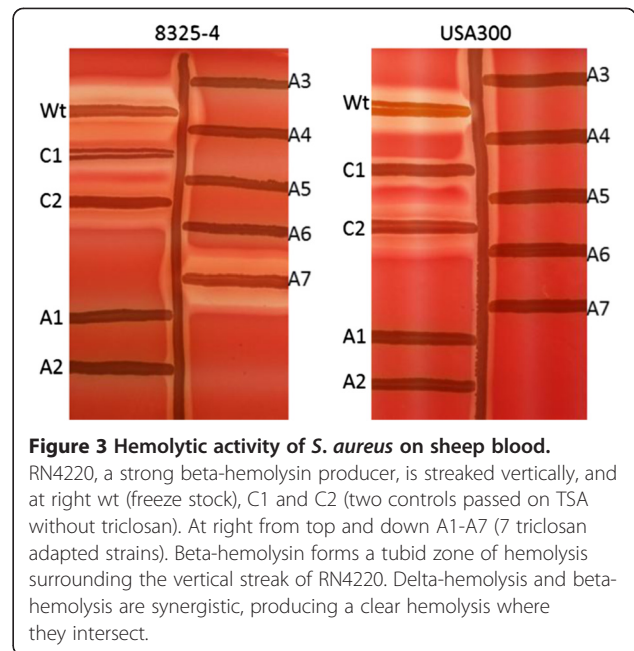 8325-4
USA300
Wt
C1
C2
A1
A2
A3
A4
A5
A6
A7
Wt
C1
C2
A1
A2
A3
A4
A5
A6
A7
Figure 3 Hemolytic activity of S. aureus on sheep blood.
RN4220, a strong beta-hemolysin producer, is streaked vertically, and
at right wt (freeze stock), C1 and C2 (two controls passed on TSA
without triclosan). At right from top and down A1-A7 (7 triclosan
adapted strains). Beta-hemolysin forms a tubid zone of hemolysis
surrounding the vertical streak of RN4220. Delta-hemolysis and beta-
hemolysis are synergistic, producing a clear hemolysis where
they intersect.